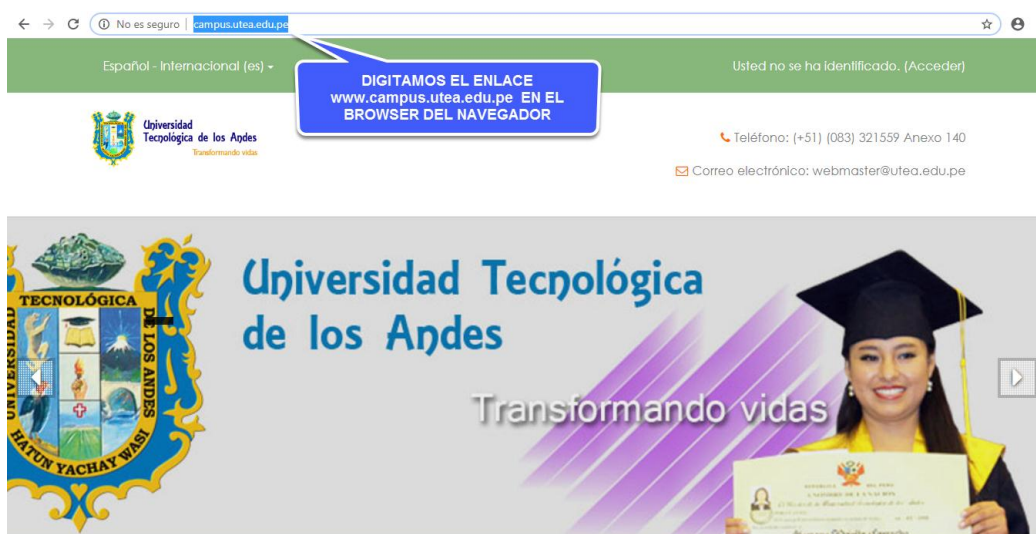 No es seguro | campus.utea.edu.pe
Español - Internacional (es)
Usted no se ha identificado. (Acceder)
DIGITAMOS EL ENLACE
www.campus.utea.edu.pe EN EL
BROWSER DEL NAVEGADOR
Universidad
Tecnológica de los Andes
Transformando vidas
Teléfono: (+51) (083) 321559 Anexo 140
Correo electrónico: webmaster@utea.edu.pe
UNIVERSIDAD
TECNOLÓGICA
DE LOS ANDES
HATUN YACHAY WASI
Universidad Tecnológica
de los Andes
Transformando vidas